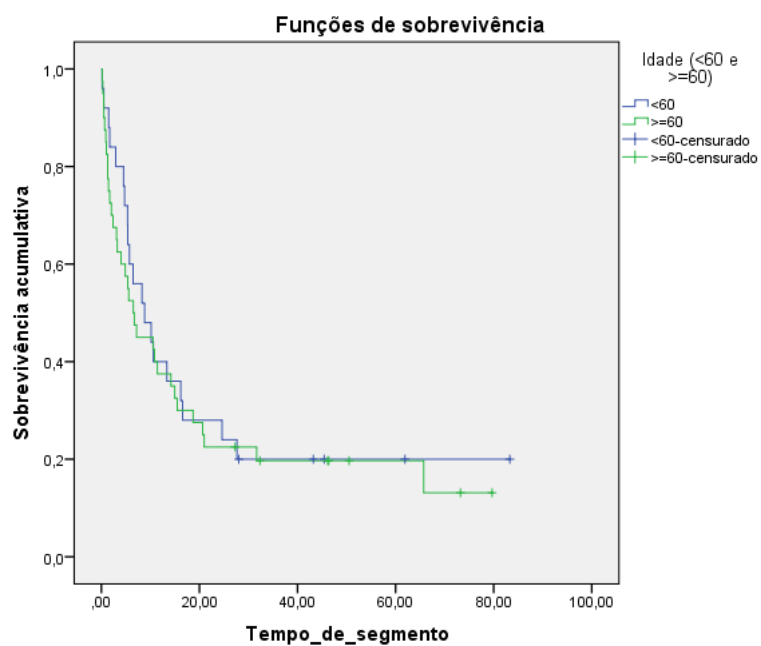 Funções de sobrevivência
Idade (<60 e
>=60)
<60
>=60
<60-censurado
>=60-censurado
Sobrevivência acumulativa
1,0
0,8
0,6
0,4
0,2
0,0
,00
20,00
40,00
60,00
80,00
100,00
Tempo_de_segmento